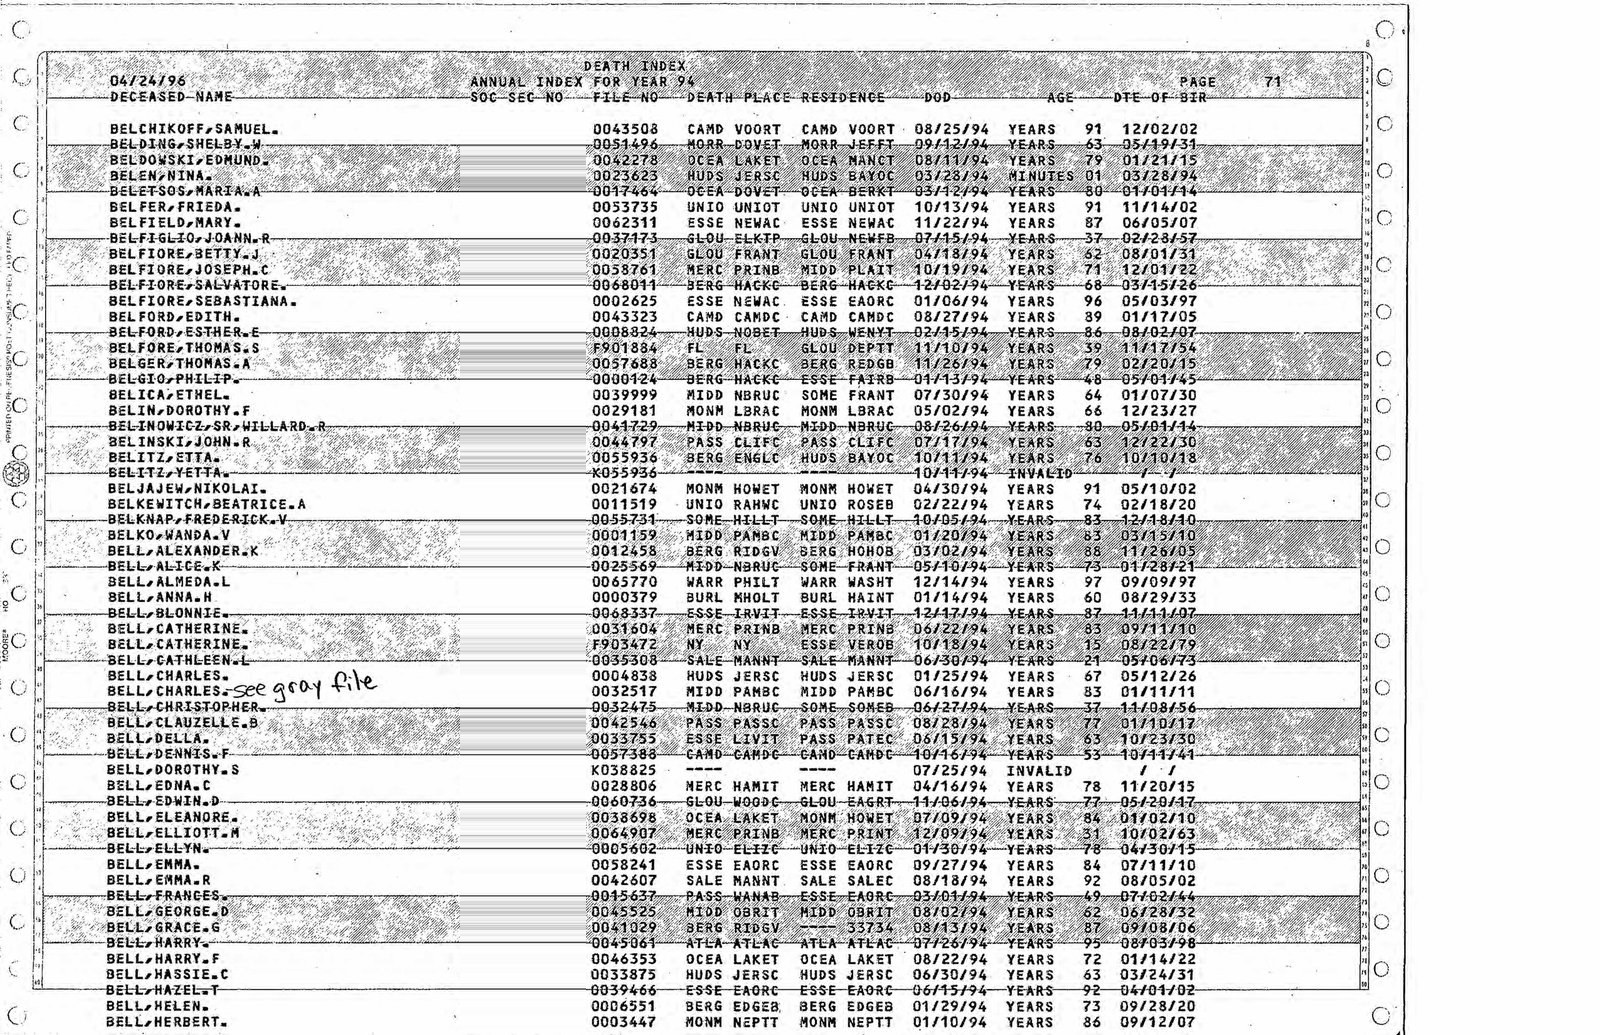 DEATH INDEX
04/24/96 ANNUAL INDEX FOR YEAR 94 PAGE 71
DECEASED NAME SOC SEC NO FILE NO DEATH PLACE RESIDENCE DOD AGE DTE OF BIR
BELCHIKOFF,SAMUEL. 0043508 CAMD VOORT CAMD VOORT 08/25/94 YEARS 91 12/02/02
BELDING,SHELBY.W 0051496 MORR DOVET MORR JEFFT 09/12/94 YEARS 63 05/19/31
BELDOWSKI,EDMUND. 0042278 OCEA LAKET OCEA MANCT 08/11/94 YEARS 79 01/21/15
BELEN,NINA. 0023623 HUDS JERSC HUDS BAYOC 03/28/94 MINUTES 01 03/28/94
BELETSOS,MARIA.A 0017464 OCEA DOVET OCEA BERKT 03/12/94 YEARS 80 01/01/14
BELFER,FRIEDA. 0053735 UNIO UNIOT UNIO UNIOT 10/13/94 YEARS 91 11/14/02
BELFIELD,MARY. 0062311 ESSE NEWAC ESSE NEWAC 11/22/94 YEARS 87 06/05/07
BELFIGLIO,JOANN.R 0037173 GLOU ELKTP GLOU NEWFB 07/15/94 YEARS 37 02/28/57
BELFIORE,BETTY.J 0020351 GLOU FRANT GLOU FRANT 04/18/94 YEARS 62 08/01/31
BELFIORE,JOSEPH.C 0058761 MERC PRINB MIDD PLAIT 10/19/94 YEARS 71 12/01/22
BELFIORE,SALVATORE. 0068011 BERG HACKC BERG HACKC 12/02/94 YEARS 68 03/15/26
BELFIORE,SEBASTIANA. 0002625 ESSE NEWAC ESSE EAORC 01/06/94 YEARS 96 05/03/97
BELFORD,EDITH. 0043323 CAMD CAMDC CAMD CAMDC 08/27/94 YEARS 89 01/17/05
BELFORD,ESTHER.E 0008824 HUDS NOBET HUDS WENYT 02/15/94 YEARS 86 08/02/07
BELFORE,THOMAS.S F901884 FL FL GLOU DEPTT 11/10/94 YEARS 39 11/17/54
BELGER,THOMAS.A 0057688 BERG HACKC BERG REDGB 11/26/94 YEARS 79 02/20/15
BELGIO,PHILIP. 0000124 BERG HACKC ESSE FAIRB 01/13/94 YEARS 48 05/01/45
BELICA,ETHEL. 0039999 MIDD NBRUC SOME FRANT 07/30/94 YEARS 64 01/07/30
BELIN,DOROTHY.F 0029181 MONM LBRAC MONM LBRAC 05/02/94 YEARS 66 12/23/27
BELINOWICZ,SR,WILLARD.R 0041729 MIDD NBRUC MIDD NBRUC 08/26/94 YEARS 80 05/01/14
BELINSKI,JOHN.R 0044797 PASS CLIFC PASS CLIFC 07/17/94 YEARS 63 12/22/30
BELITZ,ETTA. 0055936 BERG ENGLC HUDS BAYOC 10/11/94 YEARS 76 10/10/18
BELITZ,YETTA. K055936 ---- ---- 10/11/94 INVALID / /
BELJAJEW,NIKOLAI. 0021674 MONM HOWET MONM HOWET 04/30/94 YEARS 91 05/10/02
BELKEWITCH,BEATRICE.A 0011519 UNIO RAHWC UNIO ROSEB 02/22/94 YEARS 74 02/18/20
BELKNAP,FREDERICK.V 0055731 SOME HILLT SOME HILLT 10/05/94 YEARS 83 12/18/10
BELKO,WANDA.V 0001159 MIDD PAMBC MIDD PAMBC 01/20/94 YEARS 83 03/15/10
BELL,ALEXANDER.K 0012458 BERG RIDGV BERG HOHOB 03/02/94 YEARS 88 11/26/05
BELL,ALICE.K 0025569 MIDD NBRUC SOME FRANT 05/10/94 YEARS 73 01/28/21
BELL,ALMEDA.L 0065770 WARR PHILT WARR WASHT 12/14/94 YEARS 97 09/09/97
BELL,ANNA.H 0000379 BURL MHOLT BURL HAINT 01/14/94 YEARS 60 08/29/33
BELL,BLONNIE. 0068337 ESSE IRVIT ESSE IRVIT 12/17/94 YEARS 87 11/11/07
BELL,CATHERINE. 0031604 MERC PRINB MERC PRINB 06/22/94 YEARS 83 09/11/10
BELL,CATHERINE. F903472 NY NY ESSE VEROB 10/18/94 YEARS 15 08/22/79
BELL,CATHLEEN.L 0035308 SALE MANNT SALE MANNT 06/30/94 YEARS 21 05/06/73
BELL,CHARLES. 0004838 HUDS JERSC HUDS JERSC 01/25/94 YEARS 67 05/12/26
BELL,CHARLES. see gray file 0032517 MIDD PAMBC MIDD PAMBC 06/16/94 YEARS 83 01/11/11
BELL,CHRISTOPHER. 0032475 MIDD NBRUC SOME SOMEB 06/27/94 YEARS 37 11/08/56
BELL,CLAUZELLE.B 0042546 PASS PASSC PASS PASSC 08/28/94 YEARS 77 01/10/17
BELL,DELLA. 0033755 ESSE LIVIT PASS PATEC 06/15/94 YEARS 63 10/23/30
BELL,DENNIS.F 0057388 CAMD CAMDC CAMD CAMDC 10/16/94 YEARS 53 10/11/41
BELL,DOROTHY.S K038825 ---- ---- 07/25/94 INVALID / /
BELL,EDNA.C 0028806 MERC HAMIT MERC HAMIT 04/16/94 YEARS 78 11/20/15
BELL,EDWIN.D 0060736 GLOU WOODC GLOU EAGRT 11/06/94 YEARS 77 05/20/17
BELL,ELEANORE. 0038698 OCEA LAKET MONM HOWET 07/09/94 YEARS 84 01/02/10
BELL,ELLIOTT.M 0064907 MERC PRINB MERC PRINT 12/09/94 YEARS 31 10/02/63
BELL,ELLYN. 0005602 UNIO ELIZC UNIO ELIZC 01/30/94 YEARS 78 04/30/15
BELL,EMMA. 0058241 ESSE EAORC ESSE EAORC 09/27/94 YEARS 84 07/11/10
BELL,EMMA.R 0042607 SALE MANNT SALE SALEC 08/18/94 YEARS 92 08/05/02
BELL,FRANCES. 0015637 PASS WANAB ESSE EAORC 03/01/94 YEARS 49 07/02/44
BELL,GEORGE.D 0045525 MIDD OBRIT MIDD OBRIT 08/02/94 YEARS 62 06/28/32
BELL,GRACE.G 0041029 BERG RIDGV ---- 33734 08/13/94 YEARS 87 09/08/06
BELL,HARRY. 0045061 ATLA ATLAC ATLA ATLAC 07/26/94 YEARS 95 08/03/98
BELL,HARRY.F 0046353 OCEA LAKET OCEA LAKET 08/22/94 YEARS 72 01/14/22
BELL,HASSIE.C 0033875 HUDS JERSC HUDS JERSC 06/30/94 YEARS 63 03/24/31
BELL,HAZEL.T 0039466 ESSE EAORC ESSE EAORC 06/15/94 YEARS 92 04/01/02
BELL,HELEN. 0006551 BERG EDGEB BERG EDGEB 01/29/94 YEARS 73 09/28/20
BELL,HERBERT. 0003447 MONM NEPTT MONM NEPTT 01/10/94 YEARS 86 09/12/07